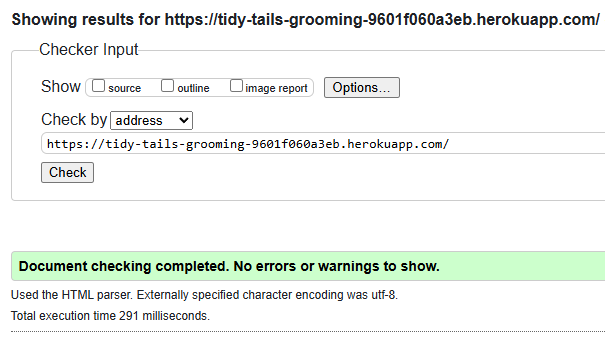 Showing results for https://tidy-tails-grooming-9601f060a3eb.herokuapp.com/
Checker Input
Show source outline image report Options...
Check by address
https://tidy-tails-grooming-9601f060a3eb.herokuapp.com/
Check
Document checking completed. No errors or warnings to show.
Used the HTML parser. Externally specified character encoding was utf-8.
Total execution time 291 milliseconds.